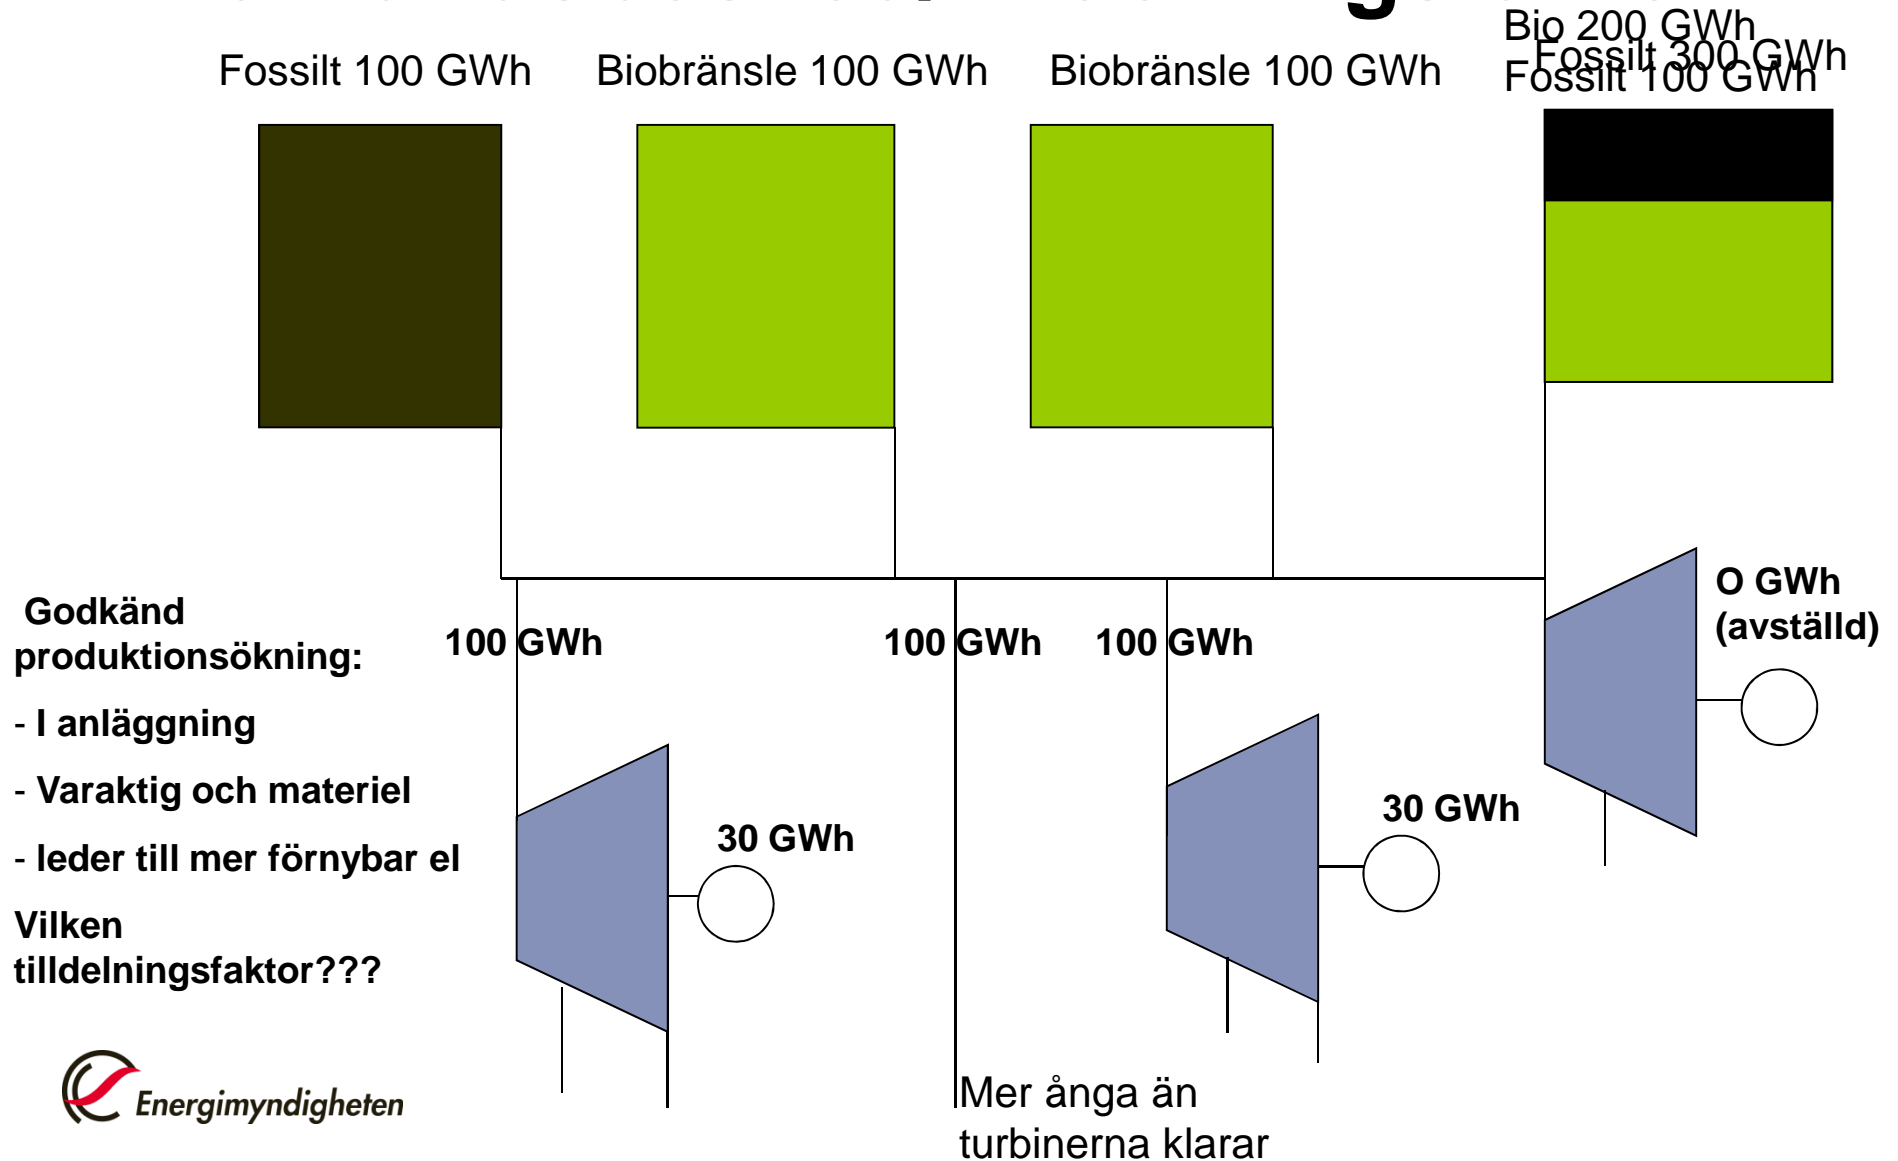 Bio 200 GWh
Fossilt 300 GWh
Fossilt 100 GWh
Fossilt 100 GWh
Biobränsle 100 GWh
Biobränsle 100 GWh
O GWh
(avställd)
Godkänd
produktionsökning:
- I anläggning
- Varaktig och materiel
- leder till mer förnybar el
Vilken
tilldelningsfaktor???
100 GWh
100 GWh
100 GWh
30 GWh
30 GWh
Mer ånga än
turbinerna klarar
Energimyndigheten